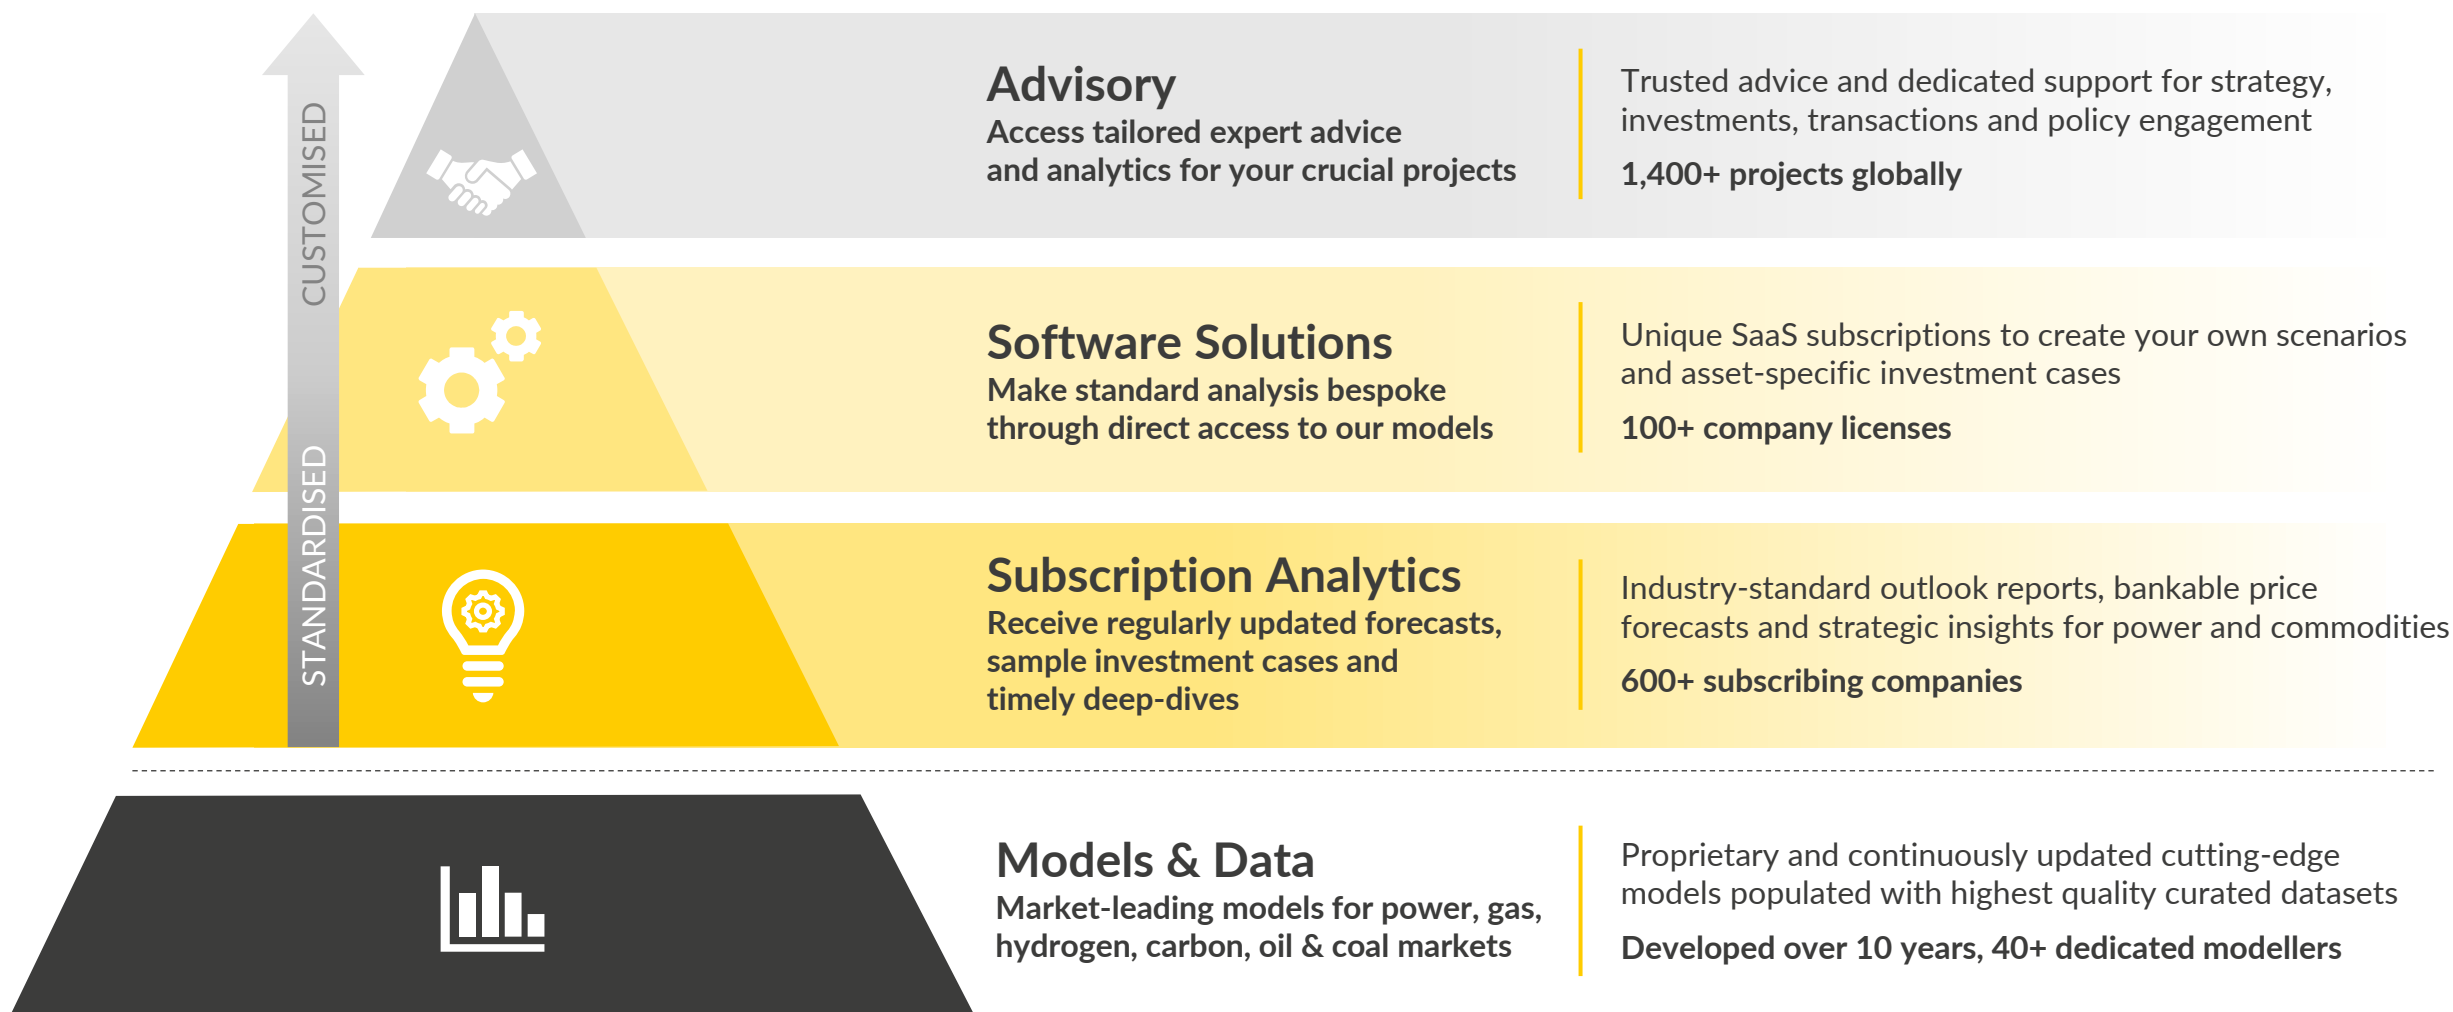 CUSTOMISED
STANDARDISED
Advisory
Access tailored expert advice
and analytics for your crucial projects
Trusted advice and dedicated support for strategy,
investments, transactions and policy engagement
1,400+ projects globally
Software Solutions
Make standard analysis bespoke
through direct access to our models
Unique SaaS subscriptions to create your own scenarios
and asset-specific investment cases
100+ company licenses
Subscription Analytics
Receive regularly updated forecasts,
sample investment cases and
timely deep-dives
Industry-standard outlook reports, bankable price
forecasts and strategic insights for power and commodities
600+ subscribing companies
Models & Data
Market-leading models for power, gas,
hydrogen, carbon, oil & coal markets
Proprietary and continuously updated cutting-edge
models populated with highest quality curated datasets
Developed over 10 years, 40+ dedicated modellers